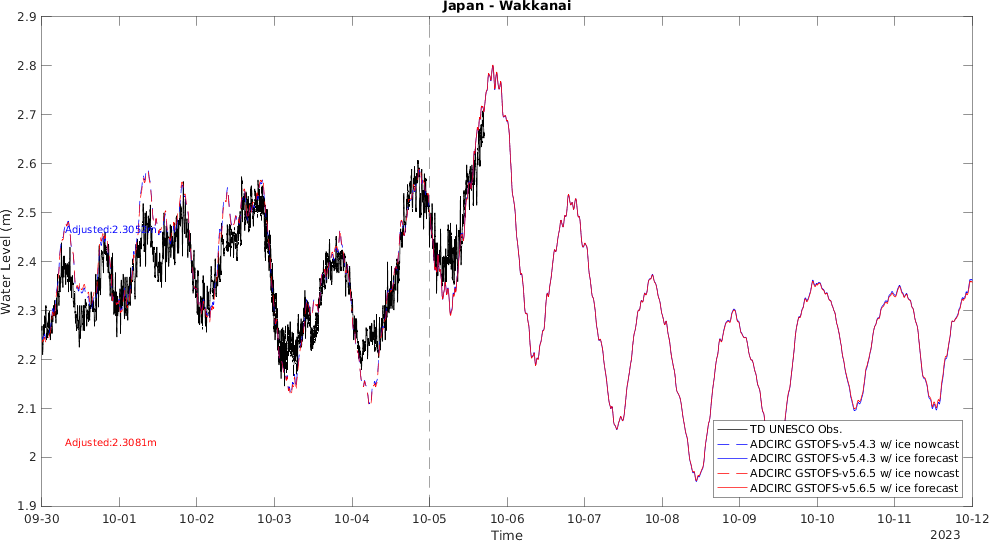 Japan - Wakkanai
2.9
2.8
2.7
2.6
2.5
2.4
2.3
2.2
2.1
2
1.9
Water Level (m)
Adjusted:2.3052m
Adjusted:2.3081m
TD UNESCO Obs.
ADCIRC GSTOFS-v5.4.3 w/ ice nowcast
ADCIRC GSTOFS-v5.4.3 w/ ice forecast
ADCIRC GSTOFS-v5.6.5 w/ ice nowcast
ADCIRC GSTOFS-v5.6.5 w/ ice forecast
09-30 10-01 10-02 10-03 10-04 10-05 10-06 10-07 10-08 10-09 10-10 10-11 10-12
Time
2023